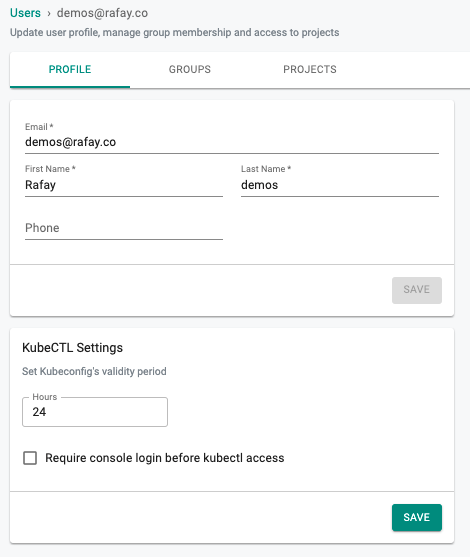 Users › demos@rafay.co
Update user profile, manage group membership and access to projects
PROFILE GROUPS PROJECTS
Email *
demos@rafay.co
First Name * Last Name *
Rafay demos
Phone
SAVE
KubeCTL Settings
Set Kubeconfig's validity period
Hours
24
Require console login before kubectl access
SAVE